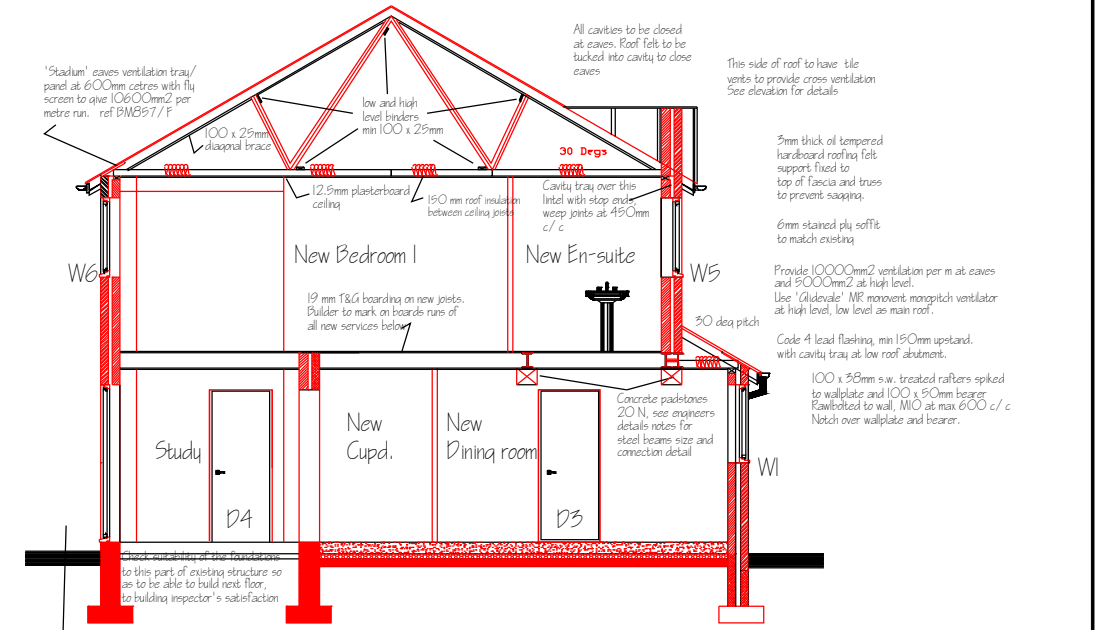 All cavities to be closed
at eaves. Roof felt to be
tucked into cavity to close
eaves
This side of roof to have tile
vents to provide cross ventilation
See elevation for details
'Stadium' eaves ventilation tray/
panel at 600mm cetres with fly
screen to give 10600mm2 per
metre run. ref BM857/F
low and high
level binders
min 100 x 25mm
100 x 25mm
diagonal brace
30 Degs
3mm thick oil tempered
hardboard roofing felt
support fixed to
top of fascia and truss
to prevent sagging.
12.5mm plasterboard
ceiling
150 mm roof insulation
between ceiling joists
Cavity tray over this
lintel with stop ends,
weep joints at 450mm
c/c
6mm stained ply soffit
to match existing
New Bedroom 1
New En-suite
W6
W5
Provide 10000mm2 ventilation per m at eaves
and 5000mm2 at high level.
Use 'Glidevale' MR monovent monopitch ventilator
at high level, low level as main roof.
19 mm T&G boarding on new joists.
Builder to mark on boards runs of
all new services below
30 deg pitch
Code 4 lead flashing, min 150mm upstand.
with cavity tray at low roof abutment.
100 x 38mm s.w. treated rafters spiked
to wallplate and 100 x 50mm bearer
Rawlbolted to wall, M10 at max 600 c/c
Notch over wallplate and bearer.
Concrete padstones
20 N, see engineers
details notes for
steel beams size and
connection detail
Study
New
Cupd.
New
Dining room
W1
D4
D3
Check suitability of the foundations
to this part of existing structure so
as to be able to build next floor,
to building inspector's satisfaction